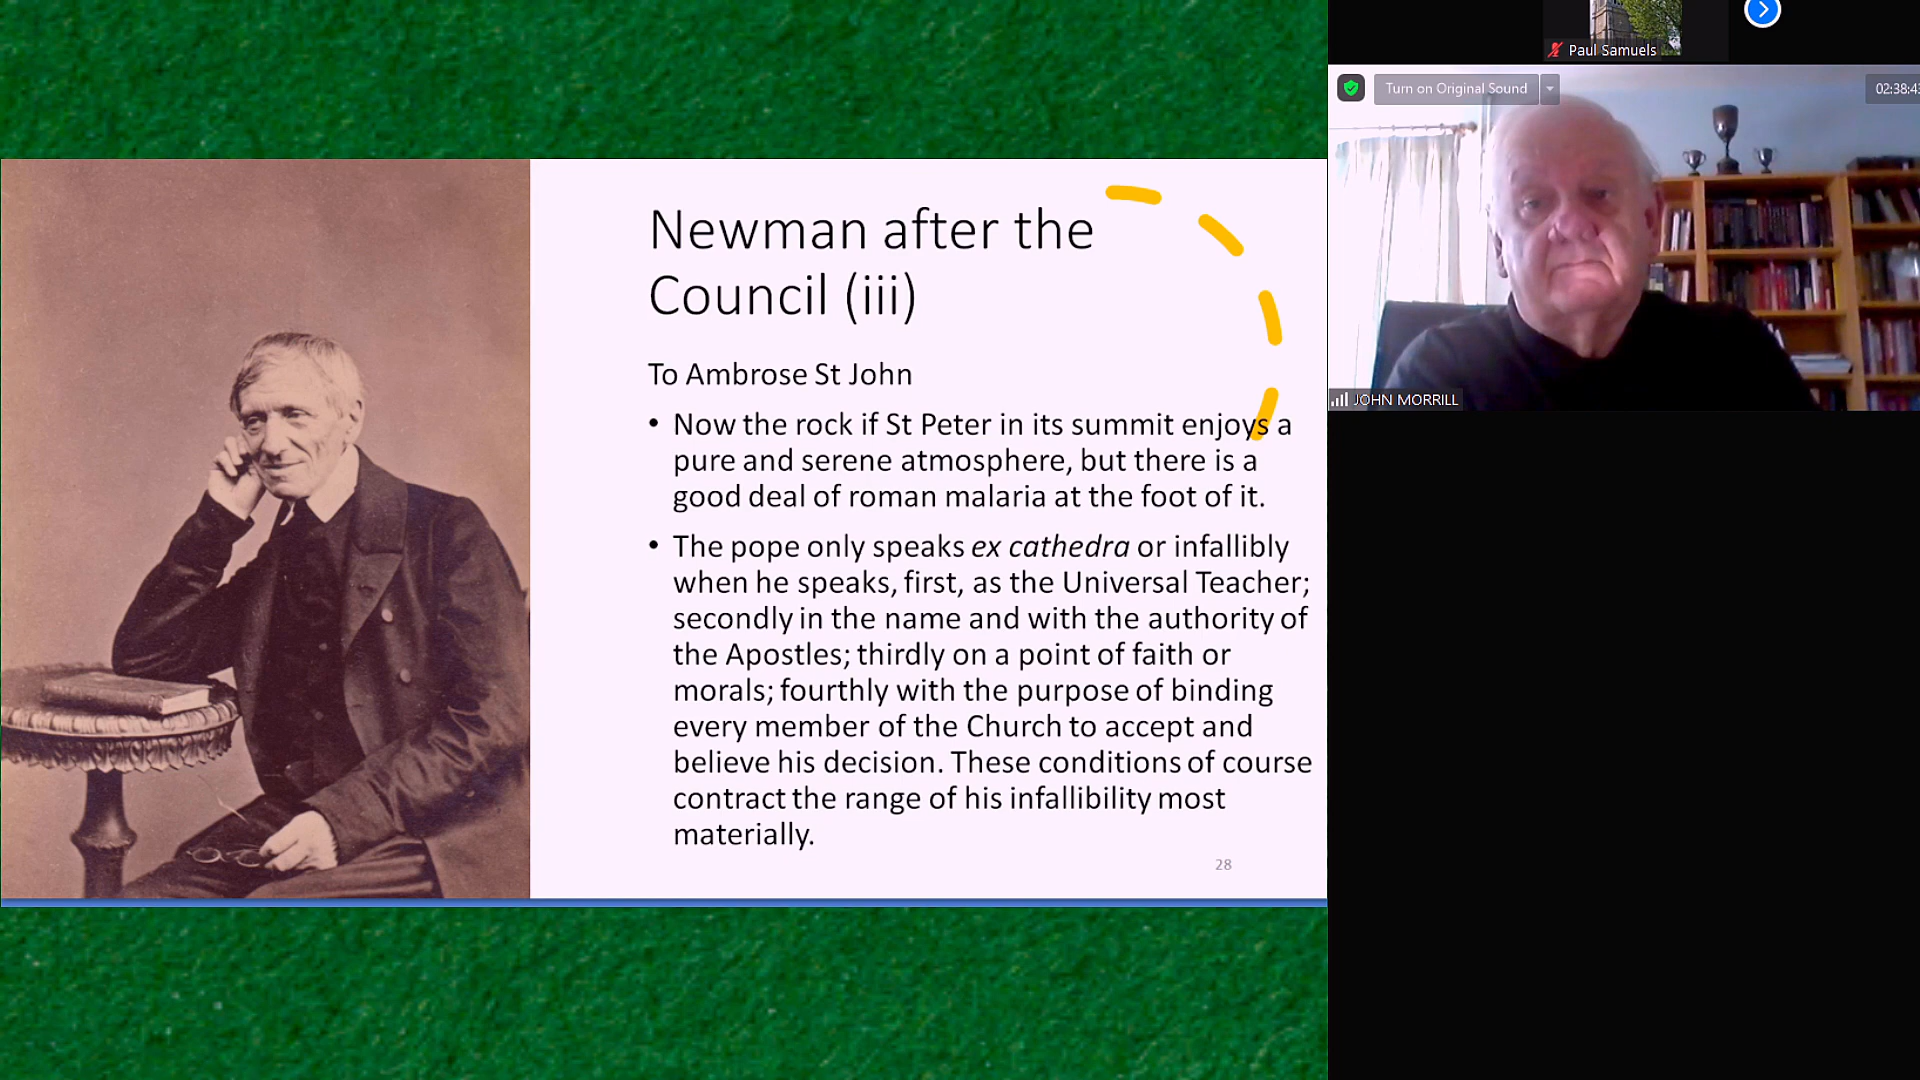 Newman after the
Council (iii)
To Ambrose St John
• Now the rock if St Peter in its summit enjoys a
pure and serene atmosphere, but there is a
good deal of roman malaria at the foot of it.
• The pope only speaks ex cathedra or infallibly
when he speaks, first, as the Universal Teacher;
secondly in the name and with the authority of
the Apostles; thirdly on a point of faith or
morals; fourthly with the purpose of binding
every member of the Church to accept and
believe his decision. These conditions of course
contract the range of his infallibility most
materially.
28
Paul Samuels
Turn on Original Sound
02:38:43
JOHN MORRILL